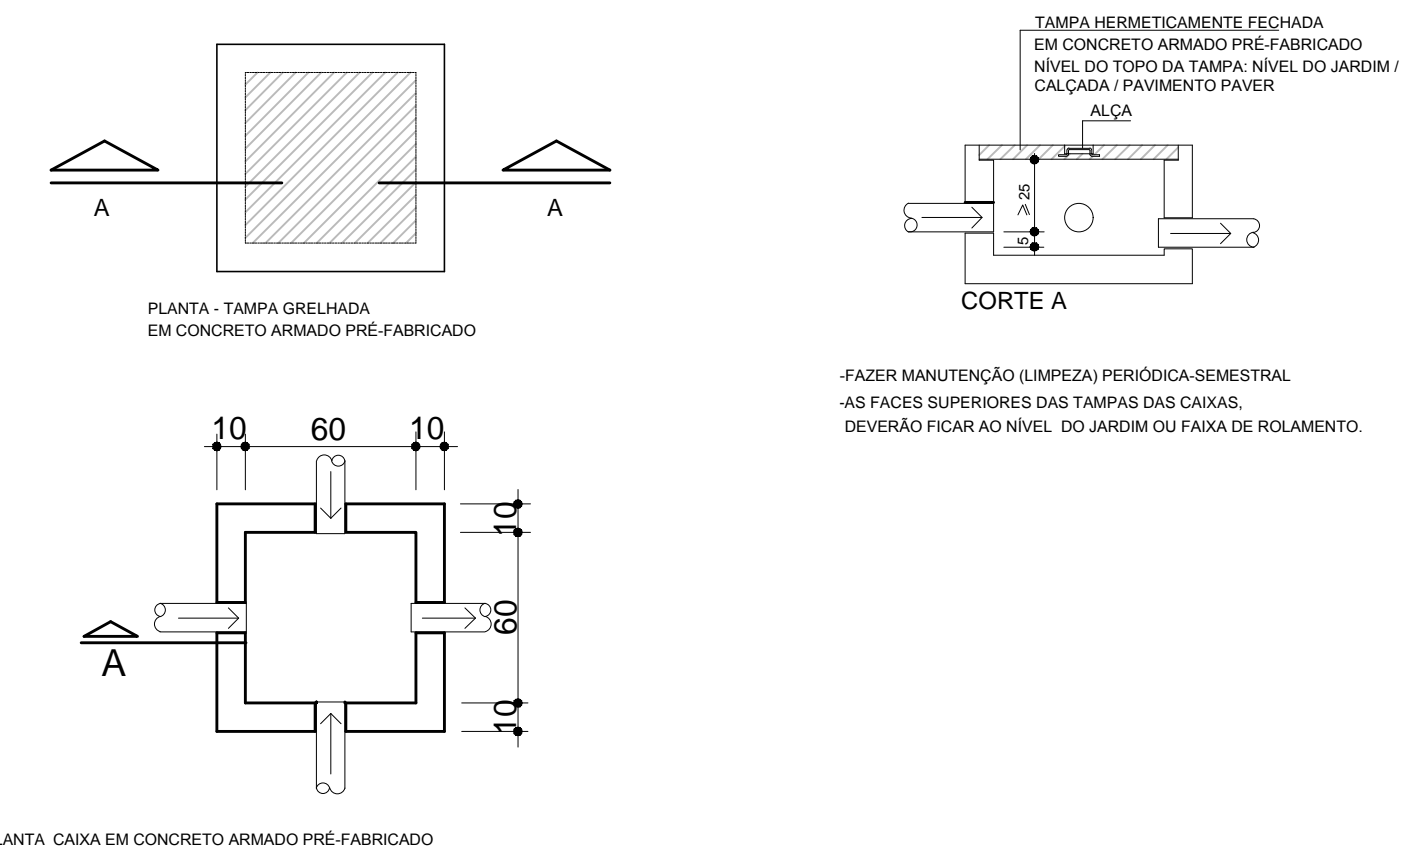 TAMPA HERMETICAMENTE FECHADA
EM CONCRETO ARMADO PRÉ-FABRICADO
NÍVEL DO TOPO DA TAMPA: NÍVEL DO JARDIM /
CALÇADA / PAVIMENTO PAVER
ALÇA
A
A
≥ 25
5
CORTE A
PLANTA - TAMPA GRELHADA
EM CONCRETO ARMADO PRÉ-FABRICADO
-FAZER MANUTENÇÃO (LIMPEZA) PERIÓDICA-SEMESTRAL
-AS FACES SUPERIORES DAS TAMPAS DAS CAIXAS,
DEVERÃO FICAR AO NÍVEL DO JARDIM OU FAIXA DE ROLAMENTO.
10 60 10
10
60
10
A
LANTA CAIXA EM CONCRETO ARMADO PRÉ-FABRICADO